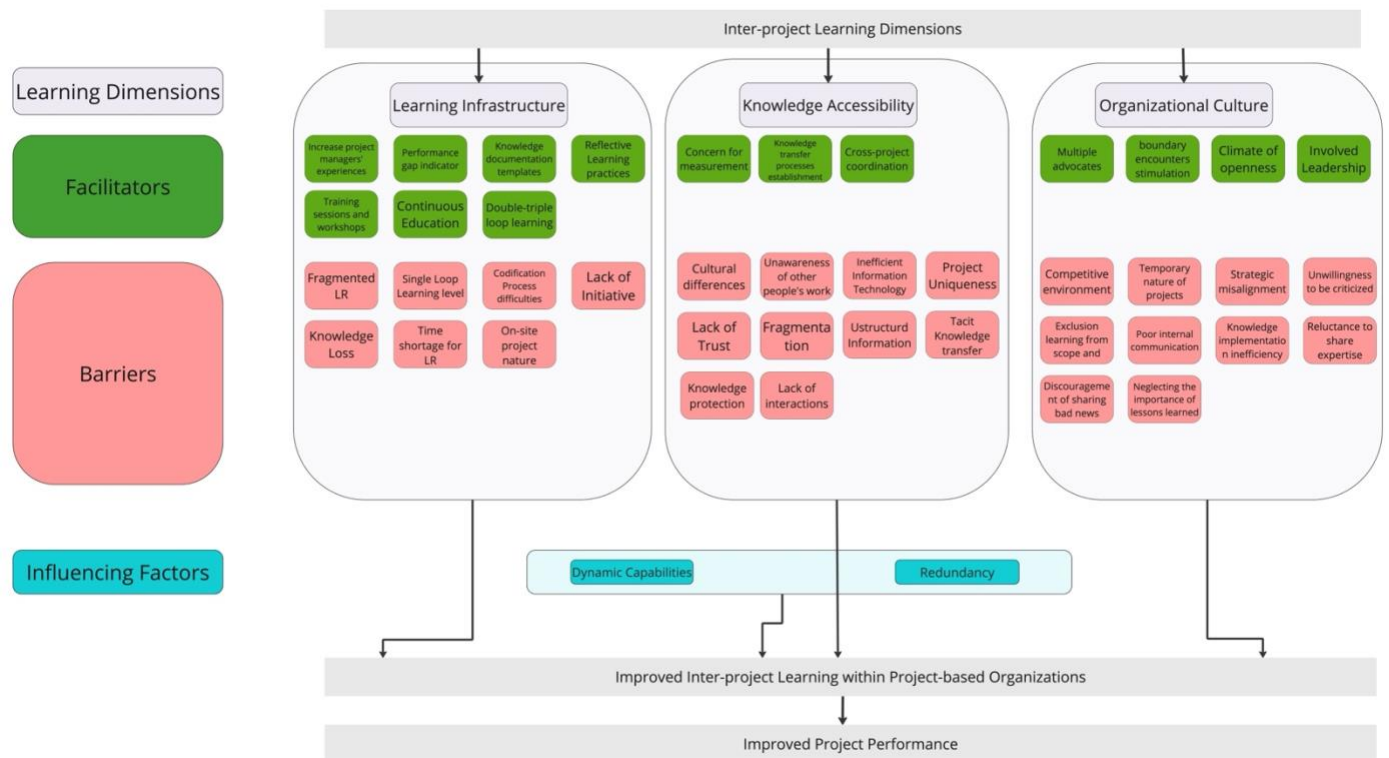 Inter-project Learning Dimensions
Learning Dimensions
Facilitators
Barriers
Influencing Factors
Learning Infrastructure
Increase project
managers'
experiences
Performance
gap indicator
Knowledge
documentation
templates
Reflective
Learning
practices
Training
sessions and
workshops
Continuous
Education
Double-triple
loop learning
Fragmented
LR
Single Loop
Learning level
Codification
Process
difficulties
Lack of
Initiative
Knowledge
Loss
Time
shortage for
LR
On-site
project
nature
Knowledge Accessibility
Concern for
measurement
Knowledge
transfer
processes
establishment
Cross-project
coordination
Cultural
differences
Unawareness
of other
people's work
Inefficient
Information
Technology
Project
Uniqueness
Lack of
Trust
Fragmenta
tion
Ustructurd
Information
Tacit
Knowledge
transfer
Knowledge
protection
Lack of
interactions
Organizational Culture
Multiple
advocates
boundary
encounters
stimulation
Climate of
openness
Involved
Leadership
Competitive
environment
Temporary
nature of
projects
Strategic
misalignment
Unwillingness
to be criticized
Exclusion
learning from
scope and
Poor internal
communication
Knowledge
implementatio
n inefficiency
Reluctance to
share
expertise
Discourageme
nt of sharing
bad news
Neglecting the
importance of
lessons learned
Dynamic Capabilities
Redundancy
Improved Inter-project Learning within Project-based Organizations
Improved Project Performance